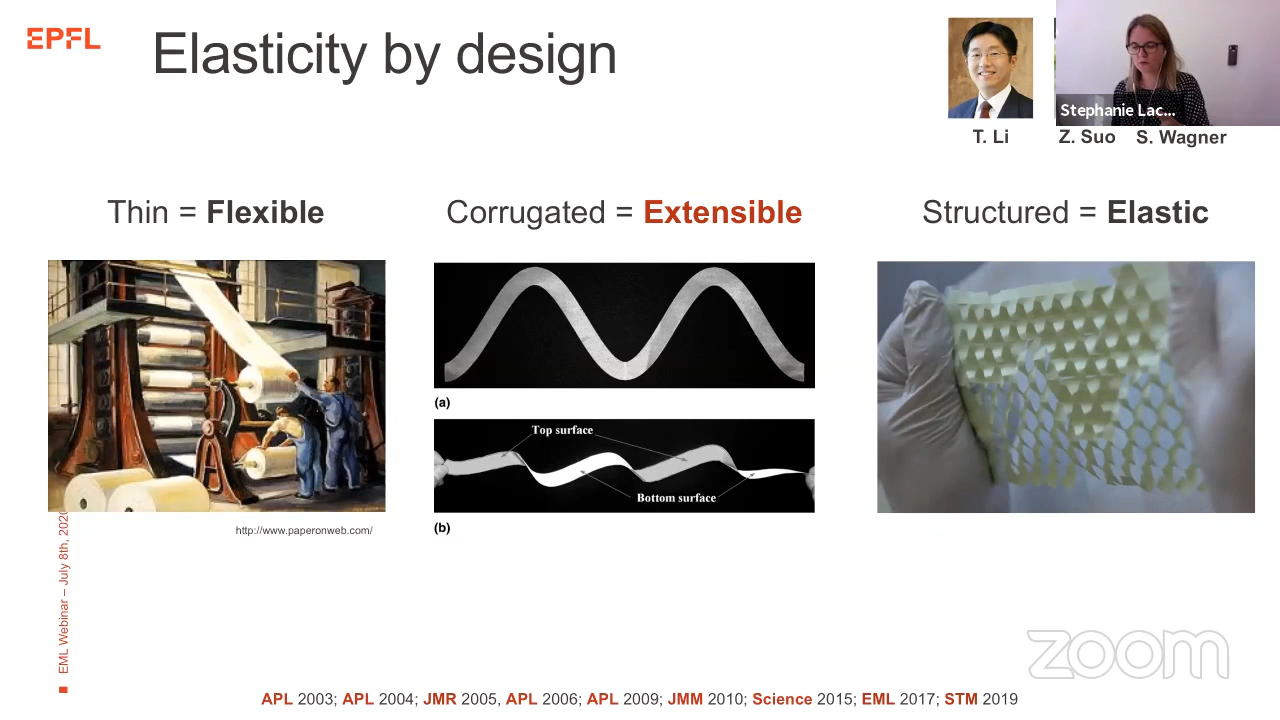 EPFL
Elasticity by design
Stephanie Lac...
T. Li
Z. Suo
S. Wagner
Thin = Flexible
Corrugated = Extensible
Structured = Elastic
(a)
Top surface
Bottom surface
(b)
http://www.paperonweb.com/
EML Webinar – July 8th, 2020
zoom
APL 2003; APL 2004; JMR 2005, APL 2006; APL 2009; JMM 2010; Science 2015; EML 2017; STM 2019